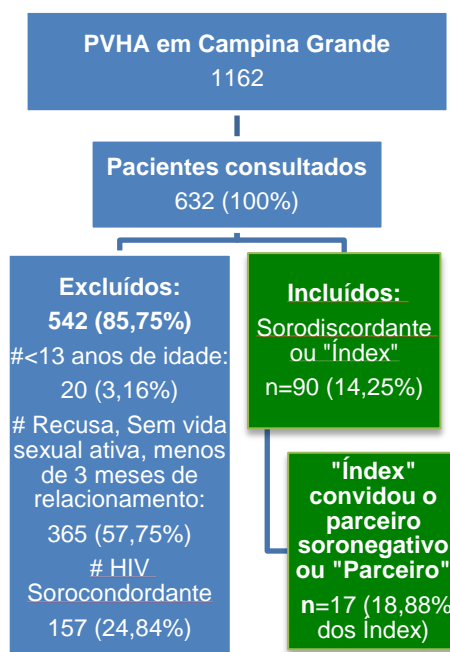 PVHA em Campina Grande
1162
Pacientes consultados
632 (100%)
Excluídos:
542 (85,75%)
#<13 anos de idade:
20 (3,16%)
# Recusa, Sem vida
sexual ativa, menos
de 3 meses de
relacionamento:
365 (57,75%)
# HIV
Sorocondordante
157 (24,84%)
Incluídos:
Sorodiscordante
ou "Índex"
n=90 (14,25%)
"Índex"
convidou o
parceiro
soronegativo
ou "Parceiro"
n=17 (18,88%
dos Índex)